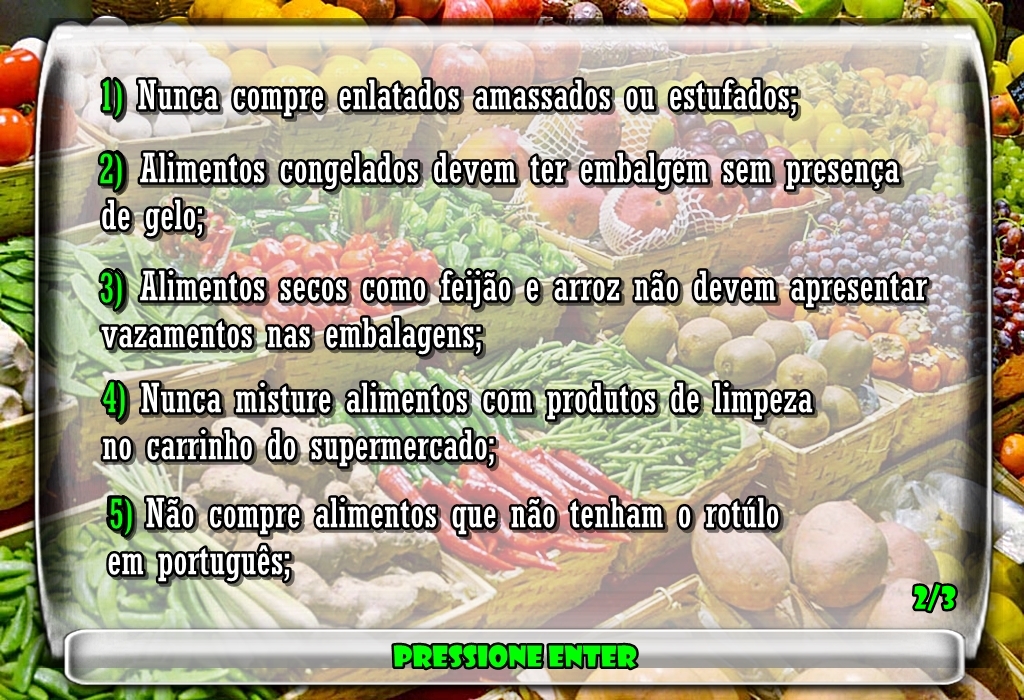 1) Nunca compre enlatados amassados ou estufados;
2) Alimentos congelados devem ter embalgem sem presença
de gelo;
3) Alimentos secos como feijão e arroz não devem apresentar
vazamentos nas embalagens;
4) Nunca misture alimentos com produtos de limpeza
no carrinho do supermercado;
5) Não compre alimentos que não tenham o rotúlo
em português;
2/3
PRESSIONE ENTER